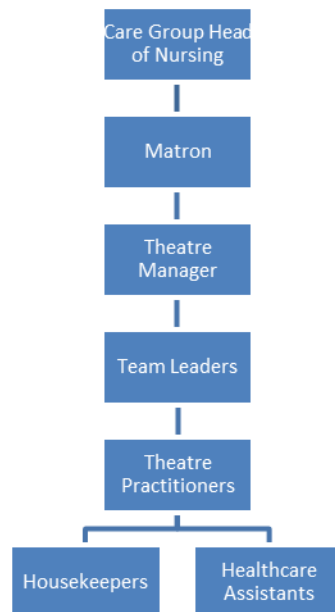 Care Group Head
of Nursing
Matron
Theatre
Manager
Team Leaders
Theatre
Practitioners
Housekeepers
Healthcare
Assistants